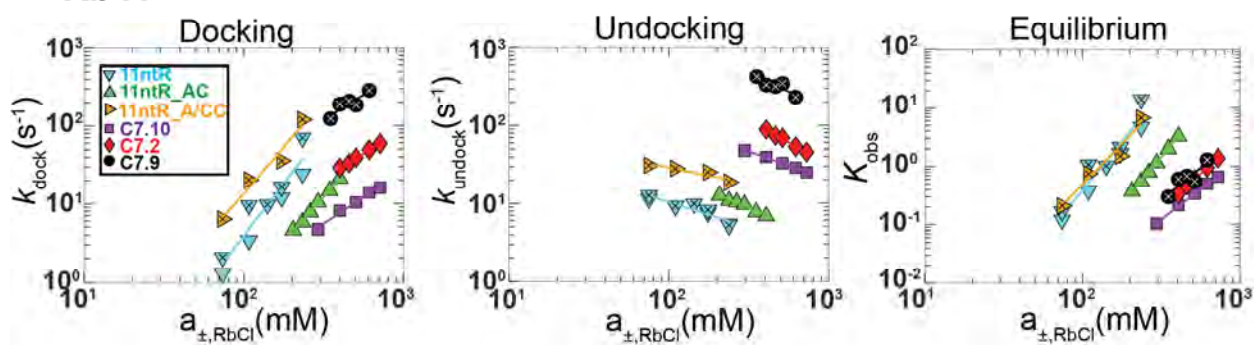 Docking
Undocking
Equilibrium
k_dock (s⁻¹)
10³
10²
10¹
10⁰
11ntR
11ntR_AC
11ntR_A/CC
C7.10
C7.2
C7.9
10¹ 10² 10³
a±,RbCl (mM)
k_undock (s⁻¹)
10³
10²
10¹
10⁰
10¹ 10² 10³
a±,RbCl (mM)
K_obs
10²
10¹
10⁰
10⁻¹
10⁻²
10¹ 10² 10³
a±,RbCl (mM)